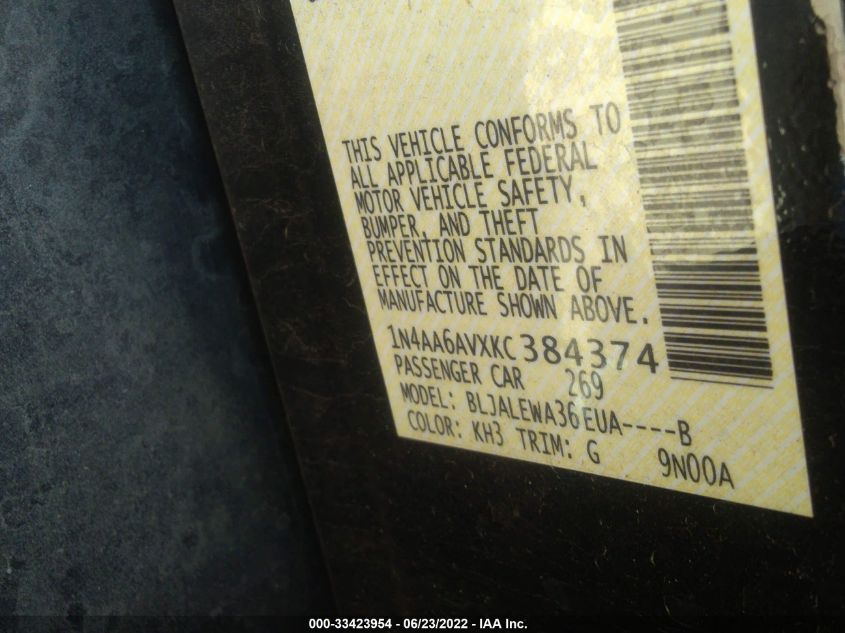 THIS VEHICLE CONFORMS TO
ALL APPLICABLE FEDERAL
MOTOR VEHICLE SAFETY,
BUMPER, AND THEFT
PREVENTION STANDARDS IN
EFFECT ON THE DATE OF
MANUFACTURE SHOWN ABOVE.
1N4AA6AVXKC384374
PASSENGER CAR 269
MODEL: BLJALEWA36EUA----B
COLOR: KH3 TRIM: G 9N00A
000-33423954 - 06/23/2022 - IAA Inc.